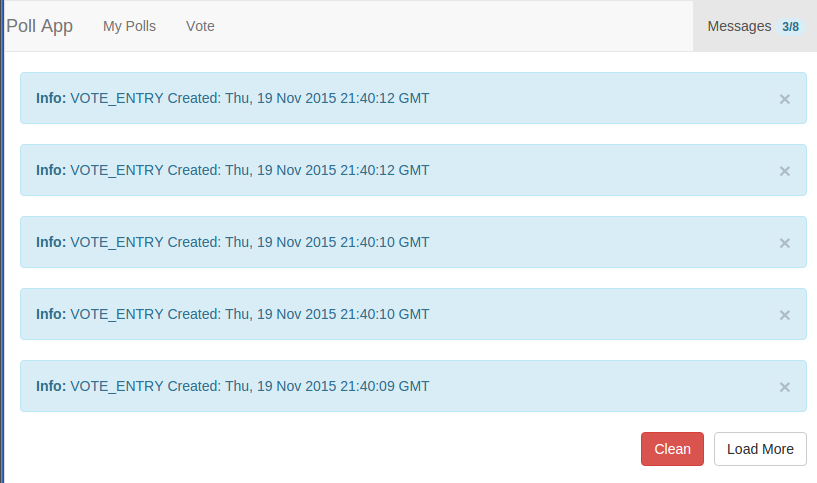 Poll App My Polls Vote Messages 3/8
Info: VOTE_ENTRY Created: Thu, 19 Nov 2015 21:40:12 GMT ×
Info: VOTE_ENTRY Created: Thu, 19 Nov 2015 21:40:12 GMT ×
Info: VOTE_ENTRY Created: Thu, 19 Nov 2015 21:40:10 GMT ×
Info: VOTE_ENTRY Created: Thu, 19 Nov 2015 21:40:10 GMT ×
Info: VOTE_ENTRY Created: Thu, 19 Nov 2015 21:40:09 GMT ×
Clean Load More